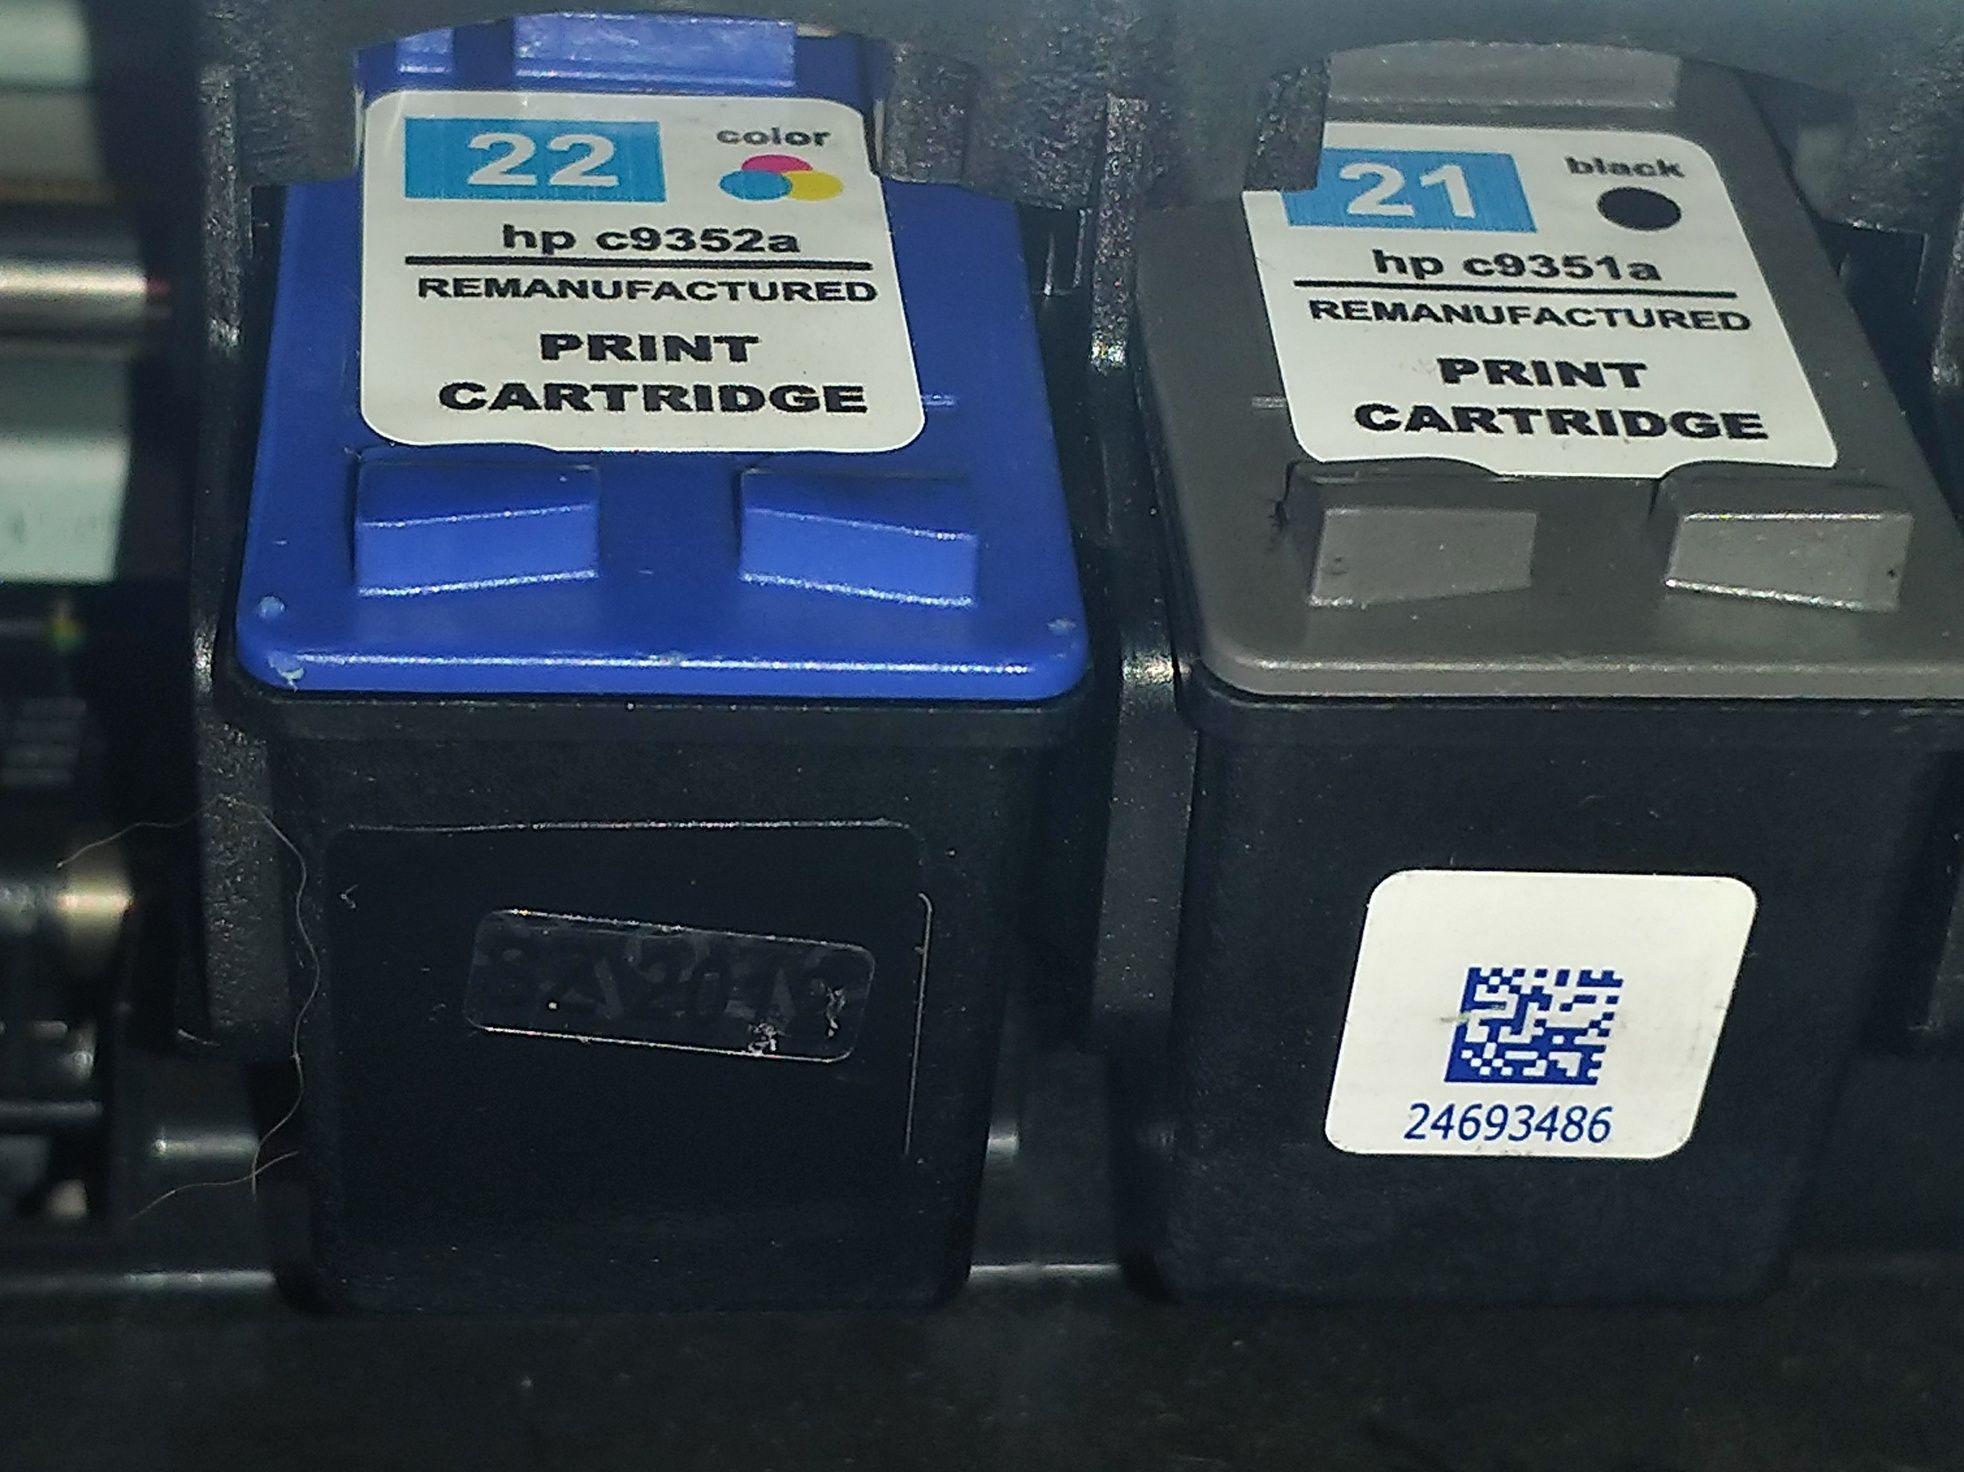 22
color
hp c9352a
REMANUFACTURED
PRINT
CARTRIDGE
21
black
hp c9351a
REMANUFACTURED
PRINT
CARTRIDGE
24693486